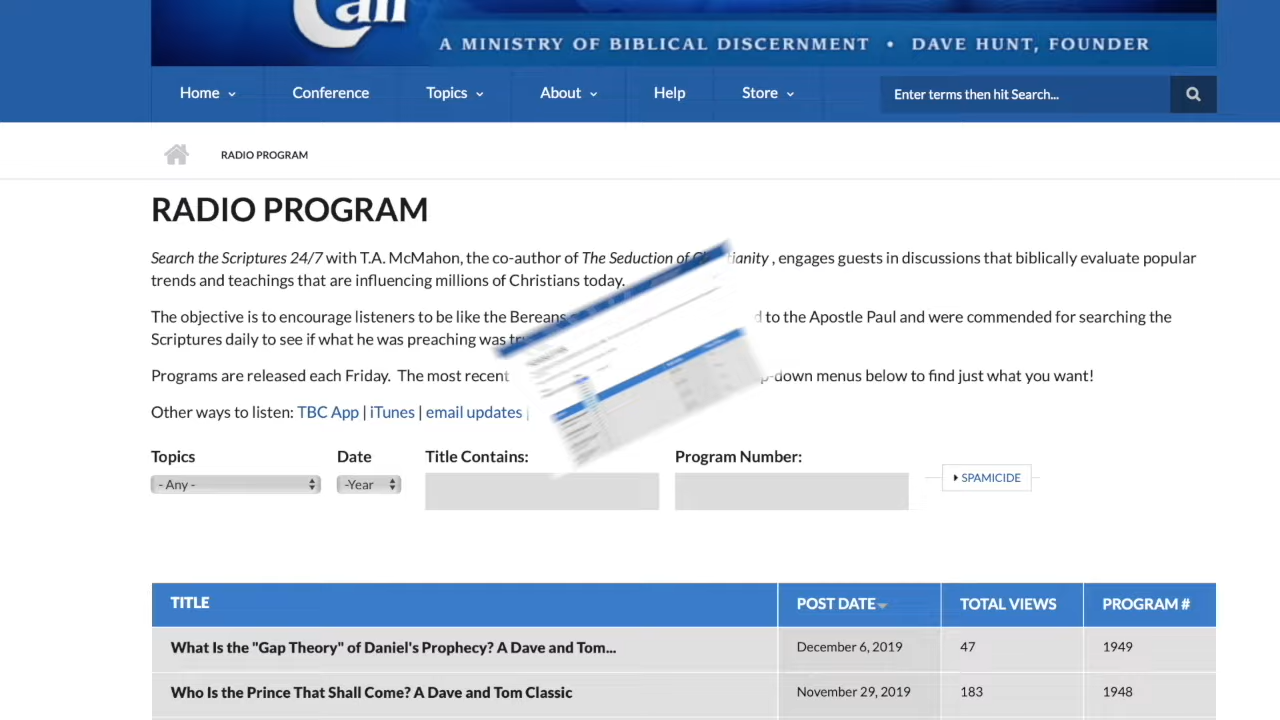 all
A MINISTRY OF BIBLICAL DISCERNMENT • DAVE HUNT, FOUNDER
Home Conference Topics About Help Store Enter terms then hit Search...
RADIO PROGRAM
RADIO PROGRAM
Search the Scriptures 24/7 with T.A. McMahon, the co-author of The Seduction of , engages guests in discussions that biblically evaluate popular
trends and teachings that are influencing millions of Christians today.
The objective is to encourage listeners to be like the Bereans to the Apostle Paul and were commended for searching the
Scriptures daily to see if what he was preaching was
Programs are released each Friday. The most recent -down menus below to find just what you want!
Other ways to listen: TBC App | iTunes | email updates |
Topics Date Title Contains: Program Number:
- Any - -Year SPAMICIDE
TITLE POST DATE TOTAL VIEWS PROGRAM #
What Is the "Gap Theory" of Daniel's Prophecy? A Dave and Tom... December 6, 2019 47 1949
Who Is the Prince That Shall Come? A Dave and Tom Classic November 29, 2019 183 1948